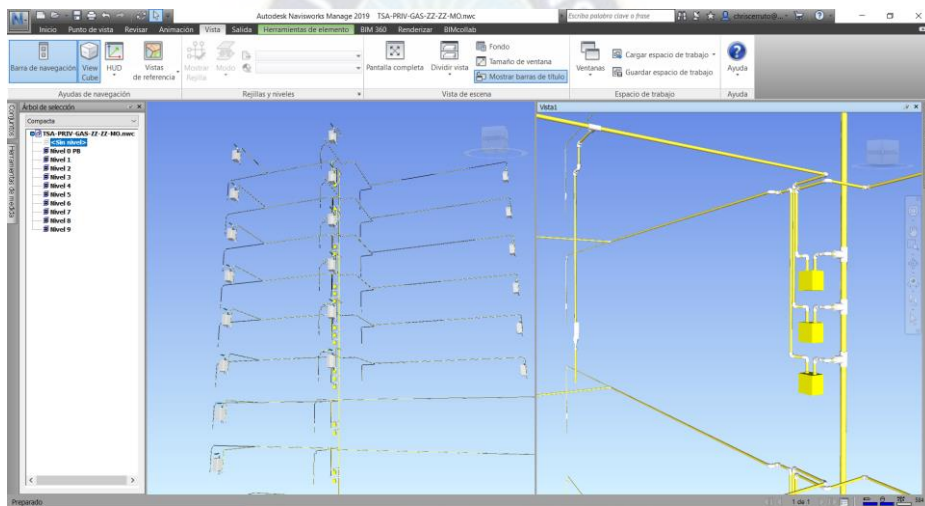 Autodesk Navisworks Manage 2019 TSA-PRIV-GAS-ZZ-ZZ-MO.nwc
Escriba palabra clave o frase
Inicio Punto de vista Revisar Animación Vista Salida Herramientas de elemento BIM 360 Renderizar BIMcollab
Barra de navegación
View Cube
HUD
Vistas de referencia
Mostrar Rejilla
Modo
Pantalla completa
Dividir vista
Fondo
Tamaño de ventana
Mostrar barras de título
Ventanas
Cargar espacio de trabajo
Guardar espacio de trabajo
Ayuda
Ayudas de navegación
Rejillas y niveles
Vista de escena
Espacio de trabajo
Ayuda
Árbol de selección
Vista1
Conjuntos
Herramientas de medida
Compacta
TSA-PRIV-GAS-ZZ-ZZ-MO.nwc
<Sin nivel>
Nivel 0 PB
Nivel 1
Nivel 2
Nivel 3
Nivel 4
Nivel 5
Nivel 6
Nivel 7
Nivel 8
Nivel 9
Preparado
1 de 1